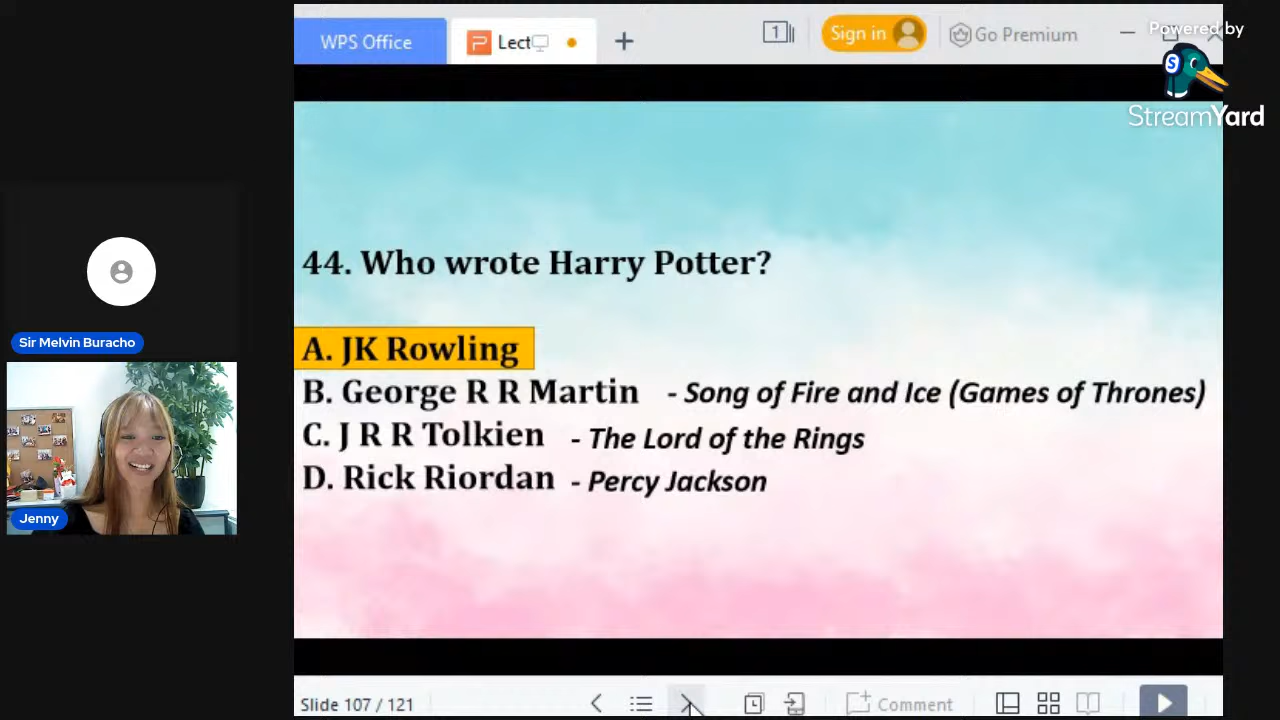 WPS Office
Lect
1
Sign in
Go Premium
Powered by
StreamYard
44. Who wrote Harry Potter?
A. JK Rowling
B. George R R Martin - Song of Fire and Ice (Games of Thrones)
C. J R R Tolkien - The Lord of the Rings
D. Rick Riordan - Percy Jackson
Sir Melvin Buracho
Jenny
Slide 107 / 121
Comment